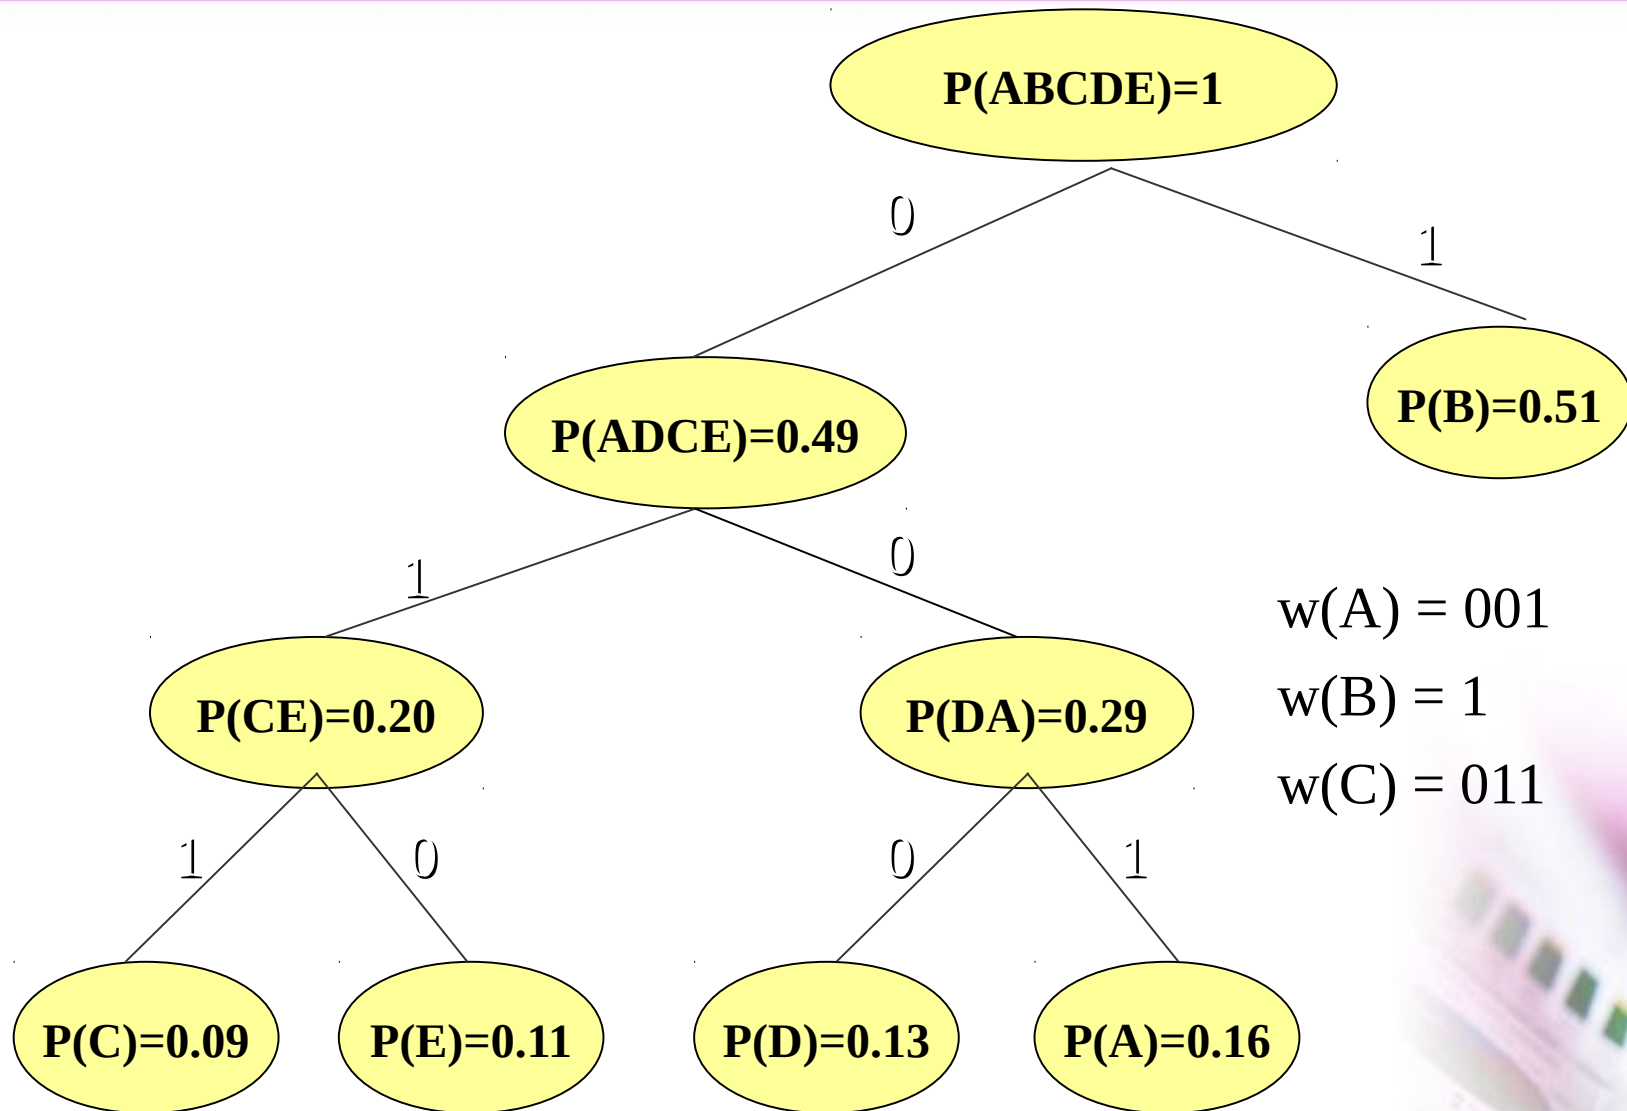 P(ABCDE)=1
0
1
P(B)=0.51
P(ADCE)=0.49
1
0
w(A) = 001
P(CE)=0.20
P(DA)=0.29
w(B) = 1
w(C) = 011
1
0
0
1
P(C)=0.09
P(E)=0.11
P(D)=0.13
P(A)=0.16